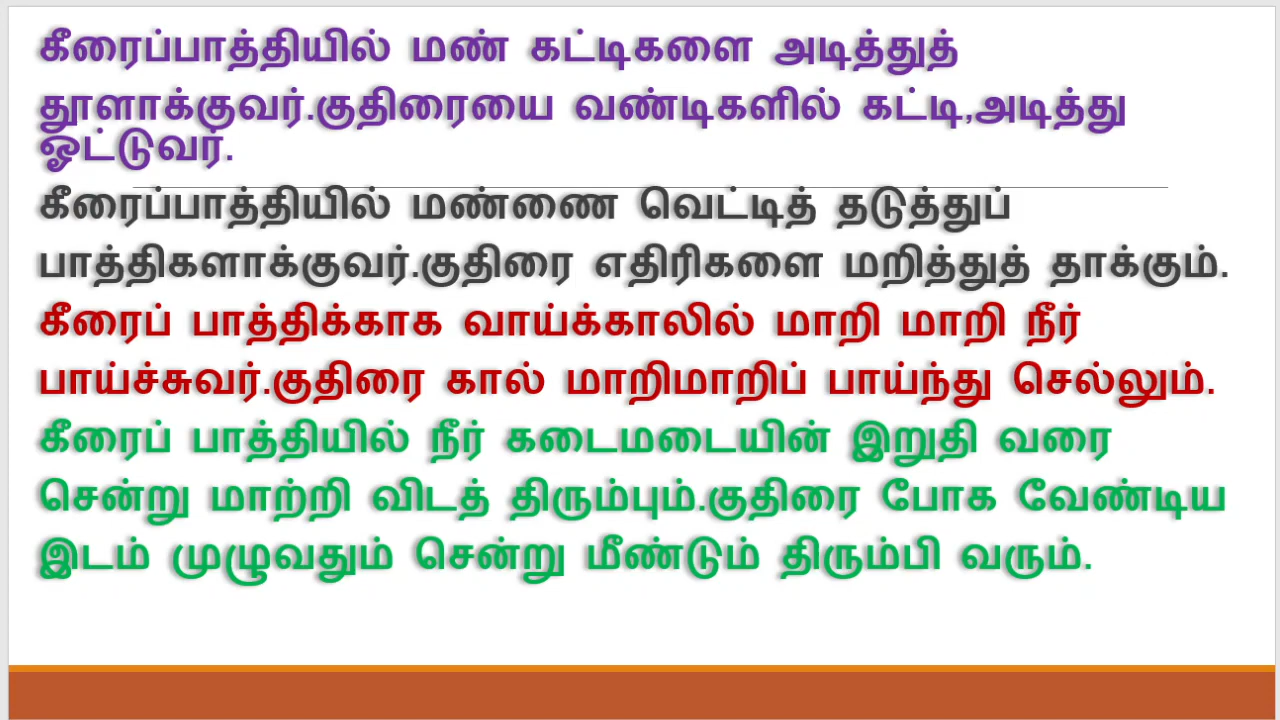 கீரைப்பாத்தியில் மண் கட்டிகளை அடித்துத்
தூளாக்குவர்.குதிரையை வண்டிகளில் கட்டி,அடித்து
ஓட்டுவர்.
கீரைப்பாத்தியில் மண்ணை வெட்டித் தடுத்துப்
பாத்திகளாக்குவர்.குதிரை எதிரிகளை மறித்துத் தாக்கும்.
கீரைப் பாத்திக்காக வாய்க்காலில் மாறி மாறி நீர்
பாய்ச்சுவர்.குதிரை கால் மாறிமாறிப் பாய்ந்து செல்லும்.
கீரைப் பாத்தியில் நீர் கடைமடையின் இறுதி வரை
சென்று மாற்றி விடத் திரும்பும்.குதிரை போக வேண்டிய
இடம் முழுவதும் சென்று மீண்டும் திரும்பி வரும்.